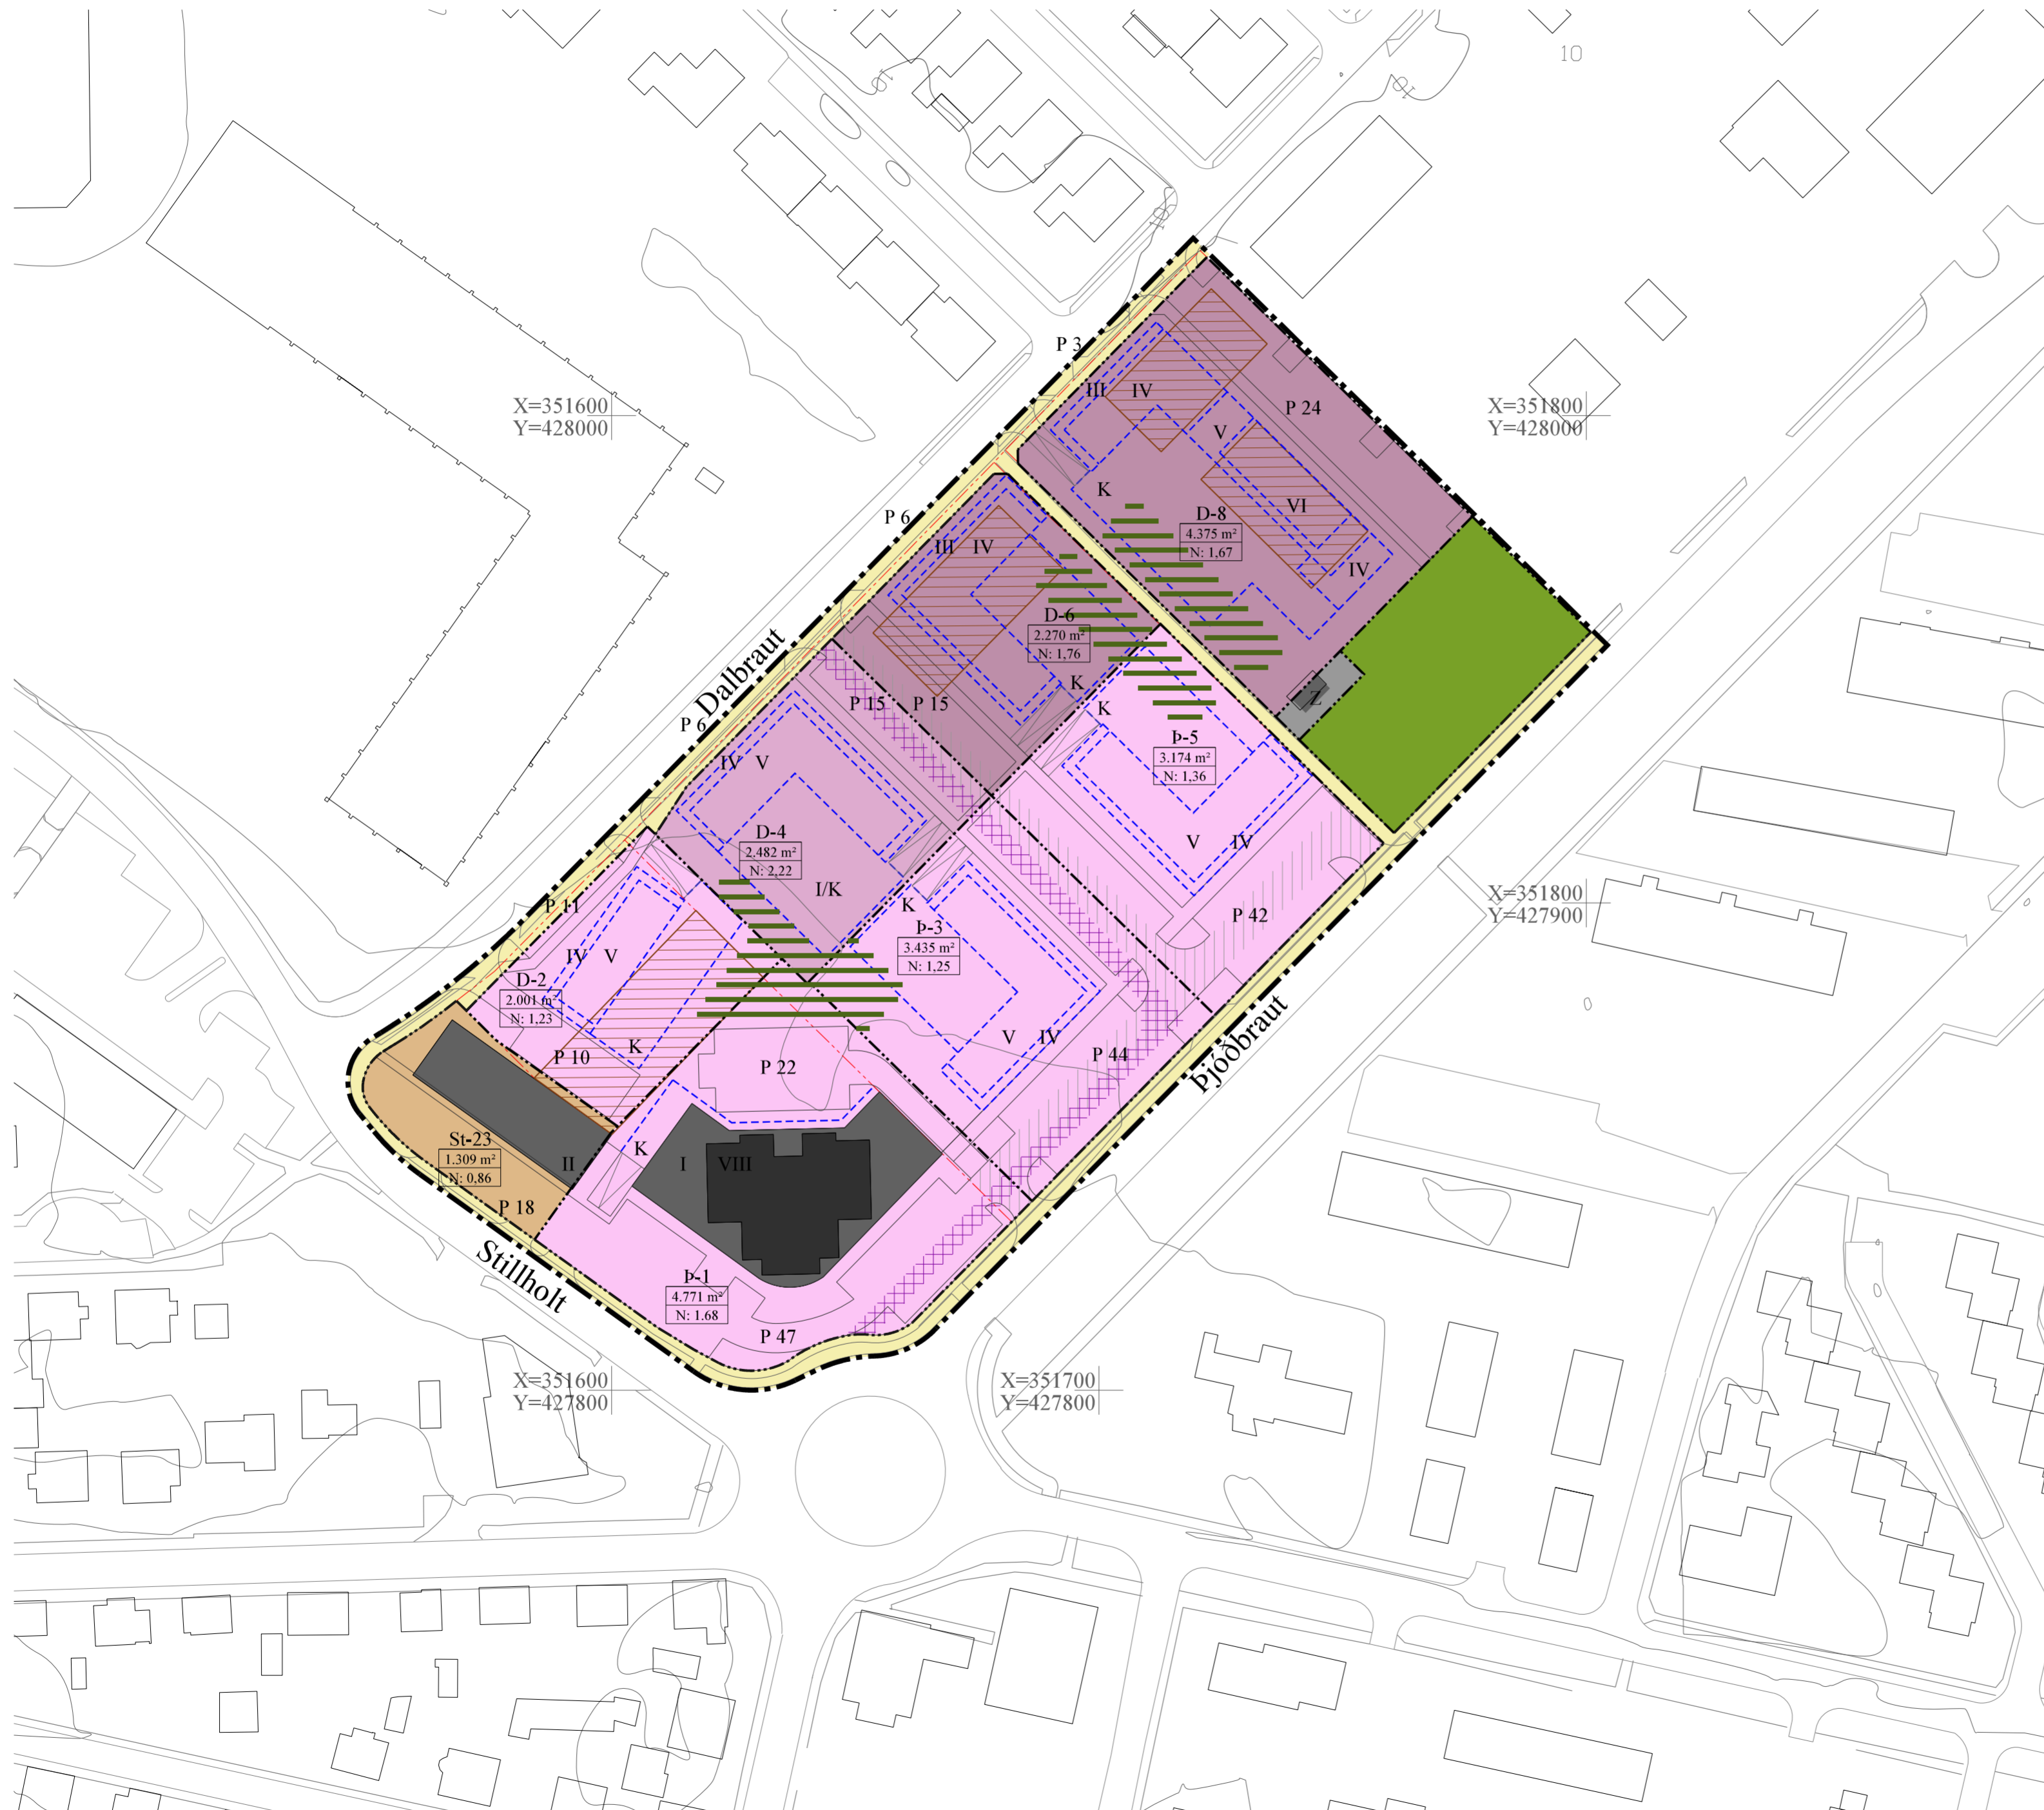 10
10
10
10
P 3
III IV
P 24
X=351600
Y=428000
X=351800
Y=428000
V
K
VI
D-8
4.375 m²
N: 1,67
P 6
III IV
IV
D-6
2.270 m²
N: 1,76
Dalbraut
K
Z
P 15
P 15
K
P 6
Þ-5
3.174 m²
N: 1,36
IV V
D-4
2.482 m²
N: 2,22
V IV
I/K
X=351800
Y=427900
P 11
K
P 42
Þ-3
3.435 m²
N: 1,25
IV V
D-2
2.001 m²
N: 1,23
V IV
P 10
K
P 22
P 44
Þjóðbraut
St-23
1.309 m²
N: 0,86
K
II
I VIII
P 18
Stillholt
Þ-1
4.771 m²
N: 1.68
P 47
X=351600
Y=427800
X=351700
Y=427800